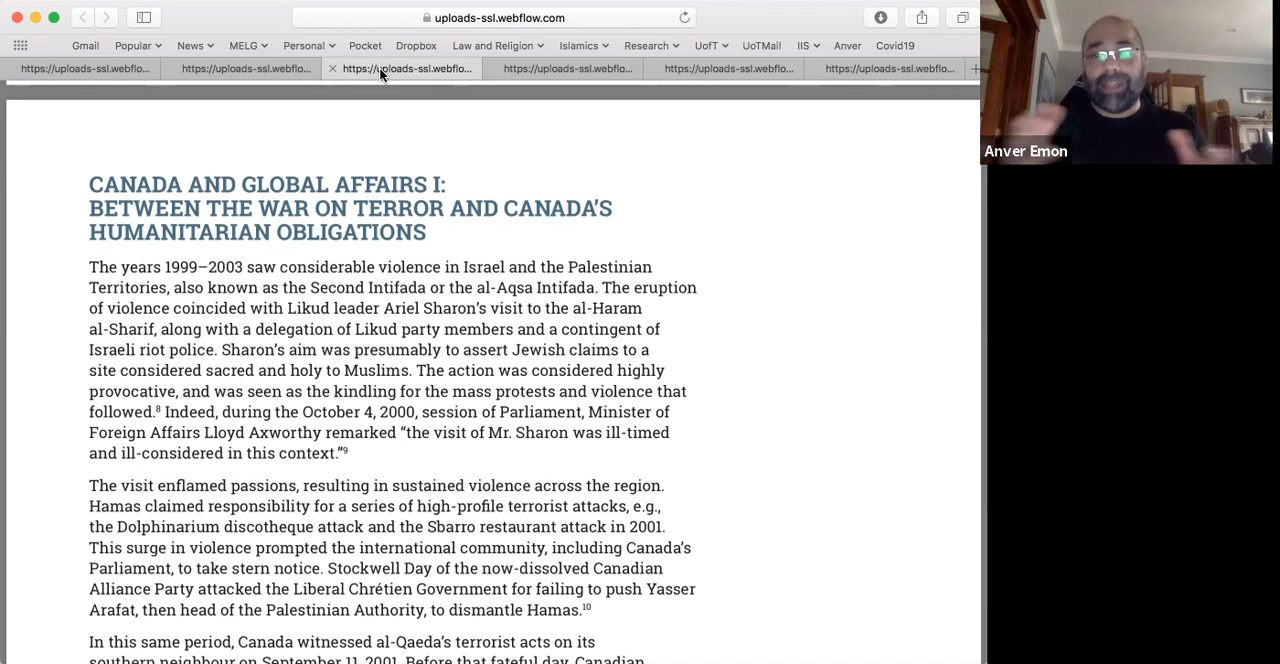 uploads-ssl.webflow.com
Gmail Popular News MELG Personal Pocket Dropbox Law and Religion Islamics Research UofT UoTMail IIS Anver Covid19
https://uploads-ssl.webflo... https://uploads-ssl.webflo... https://uploads-ssl.webflo... https://uploads-ssl.webflo... https://uploads-ssl.webflo... https://uploads-ssl.webflo...
Anver Emon
CANADA AND GLOBAL AFFAIRS I:
BETWEEN THE WAR ON TERROR AND CANADA’S
HUMANITARIAN OBLIGATIONS
The years 1999–2003 saw considerable violence in Israel and the Palestinian
Territories, also known as the Second Intifada or the al-Aqsa Intifada. The eruption
of violence coincided with Likud leader Ariel Sharon’s visit to the al-Haram
al-Sharif, along with a delegation of Likud party members and a contingent of
Israeli riot police. Sharon’s aim was presumably to assert Jewish claims to a
site considered sacred and holy to Muslims. The action was considered highly
provocative, and was seen as the kindling for the mass protests and violence that
followed.⁸ Indeed, during the October 4, 2000, session of Parliament, Minister of
Foreign Affairs Lloyd Axworthy remarked “the visit of Mr. Sharon was ill-timed
and ill-considered in this context.”⁹
The visit enflamed passions, resulting in sustained violence across the region.
Hamas claimed responsibility for a series of high-profile terrorist attacks, e.g.,
the Dolphinarium discotheque attack and the Sbarro restaurant attack in 2001.
This surge in violence prompted the international community, including Canada’s
Parliament, to take stern notice. Stockwell Day of the now-dissolved Canadian
Alliance Party attacked the Liberal Chrétien Government for failing to push Yasser
Arafat, then head of the Palestinian Authority, to dismantle Hamas.¹⁰
In this same period, Canada witnessed al-Qaeda’s terrorist acts on its
southern neighbour on September 11, 2001. Before that fateful day, Canadian